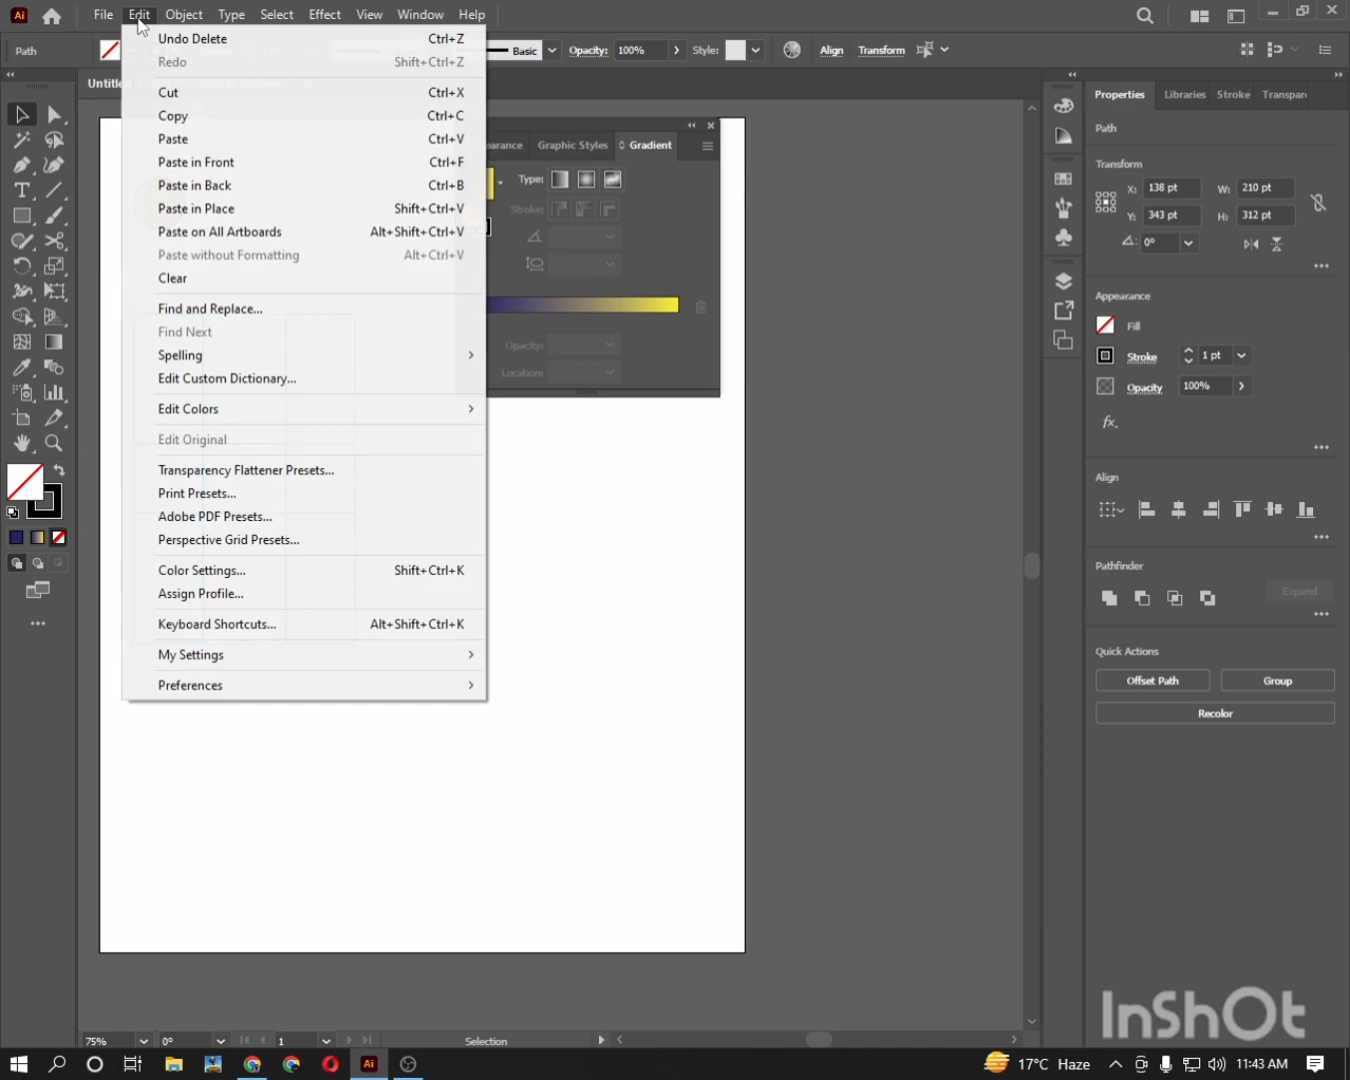 Ai File Edit Object Type Select Effect View Window Help
Path Basic Opacity: 100% Style: Align Transform
Untitled
Undo Delete Ctrl+Z
Redo Shift+Ctrl+Z
Cut Ctrl+X
Copy Ctrl+C
Paste Ctrl+V
Paste in Front Ctrl+F
Paste in Back Ctrl+B
Paste in Place Shift+Ctrl+V
Paste on All Artboards Alt+Shift+Ctrl+V
Paste without Formatting Alt+Ctrl+V
Clear
Find and Replace...
Find Next
Spelling
Edit Custom Dictionary...
Edit Colors
Edit Original
Transparency Flattener Presets...
Print Presets...
Adobe PDF Presets...
Perspective Grid Presets...
Color Settings... Shift+Ctrl+K
Assign Profile...
Keyboard Shortcuts... Alt+Shift+Ctrl+K
My Settings
Preferences
earance Graphic Styles Gradient
Type:
Stroke:
Opacity:
Location:
Properties Libraries Stroke Transpar
Path
Transform
X: 138 pt W: 210 pt
Y: 343 pt H: 312 pt
0°
Appearance
Fill
Stroke 1 pt
Opacity 100%
fx.
Align
Pathfinder
Expand
Quick Actions
Offset Path Group
Recolor
InShOt
75% 0° 1 Selection
Ai 17°C Haze 11:43 AM